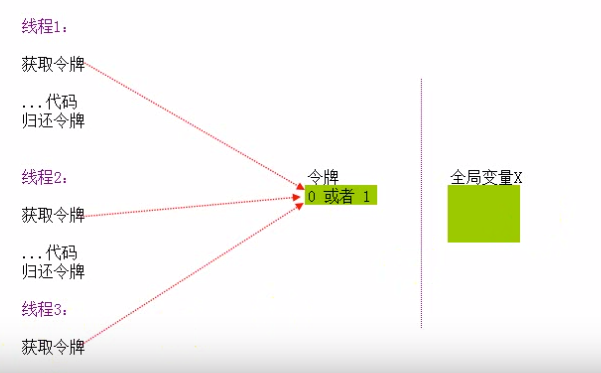 线程1:
获取令牌
...代码
归还令牌
线程2:
获取令牌
...代码
归还令牌
线程3:
获取令牌
令牌
0 或者 1
全局变量X